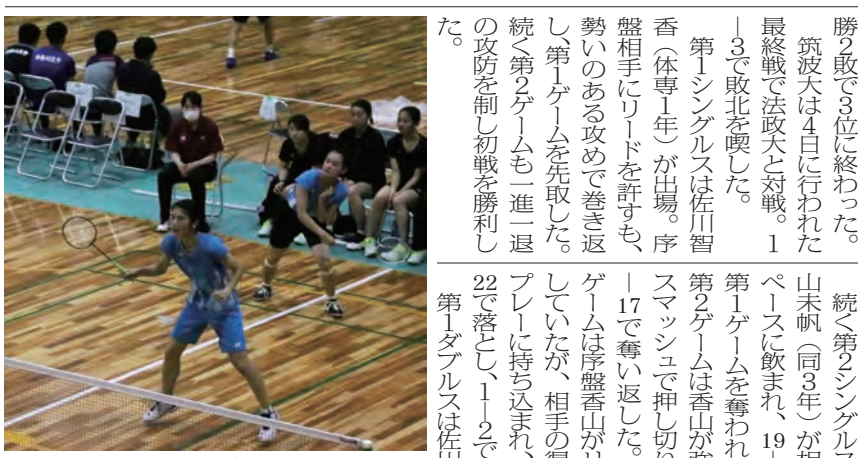 勝2敗で3位に終わった。
筑波大は4日に行われた
最終戦で法政大と対戦。1
―3で敗北を喫した。
第1シングルスは佐川智
香（体専1年）が出場。序
盤相手にリードを許すも、
勢いのある攻めで巻き返
し、第1ゲームを先取した。
続く第2ゲームも一進一退
の攻防を制し初戦を勝利し
た。
続く第2シングルス
山未帆（同3年）が相
ペースに飲まれ、19―
第1ゲームを奪われ
第2ゲームは香山が強
スマッシュで押し切り
―17で奪い返した。
ゲームは序盤香山がリ
していたが、相手の得
プレーに持ち込まれ、
22で落とし、1―2で
第1ダブルスは佐川